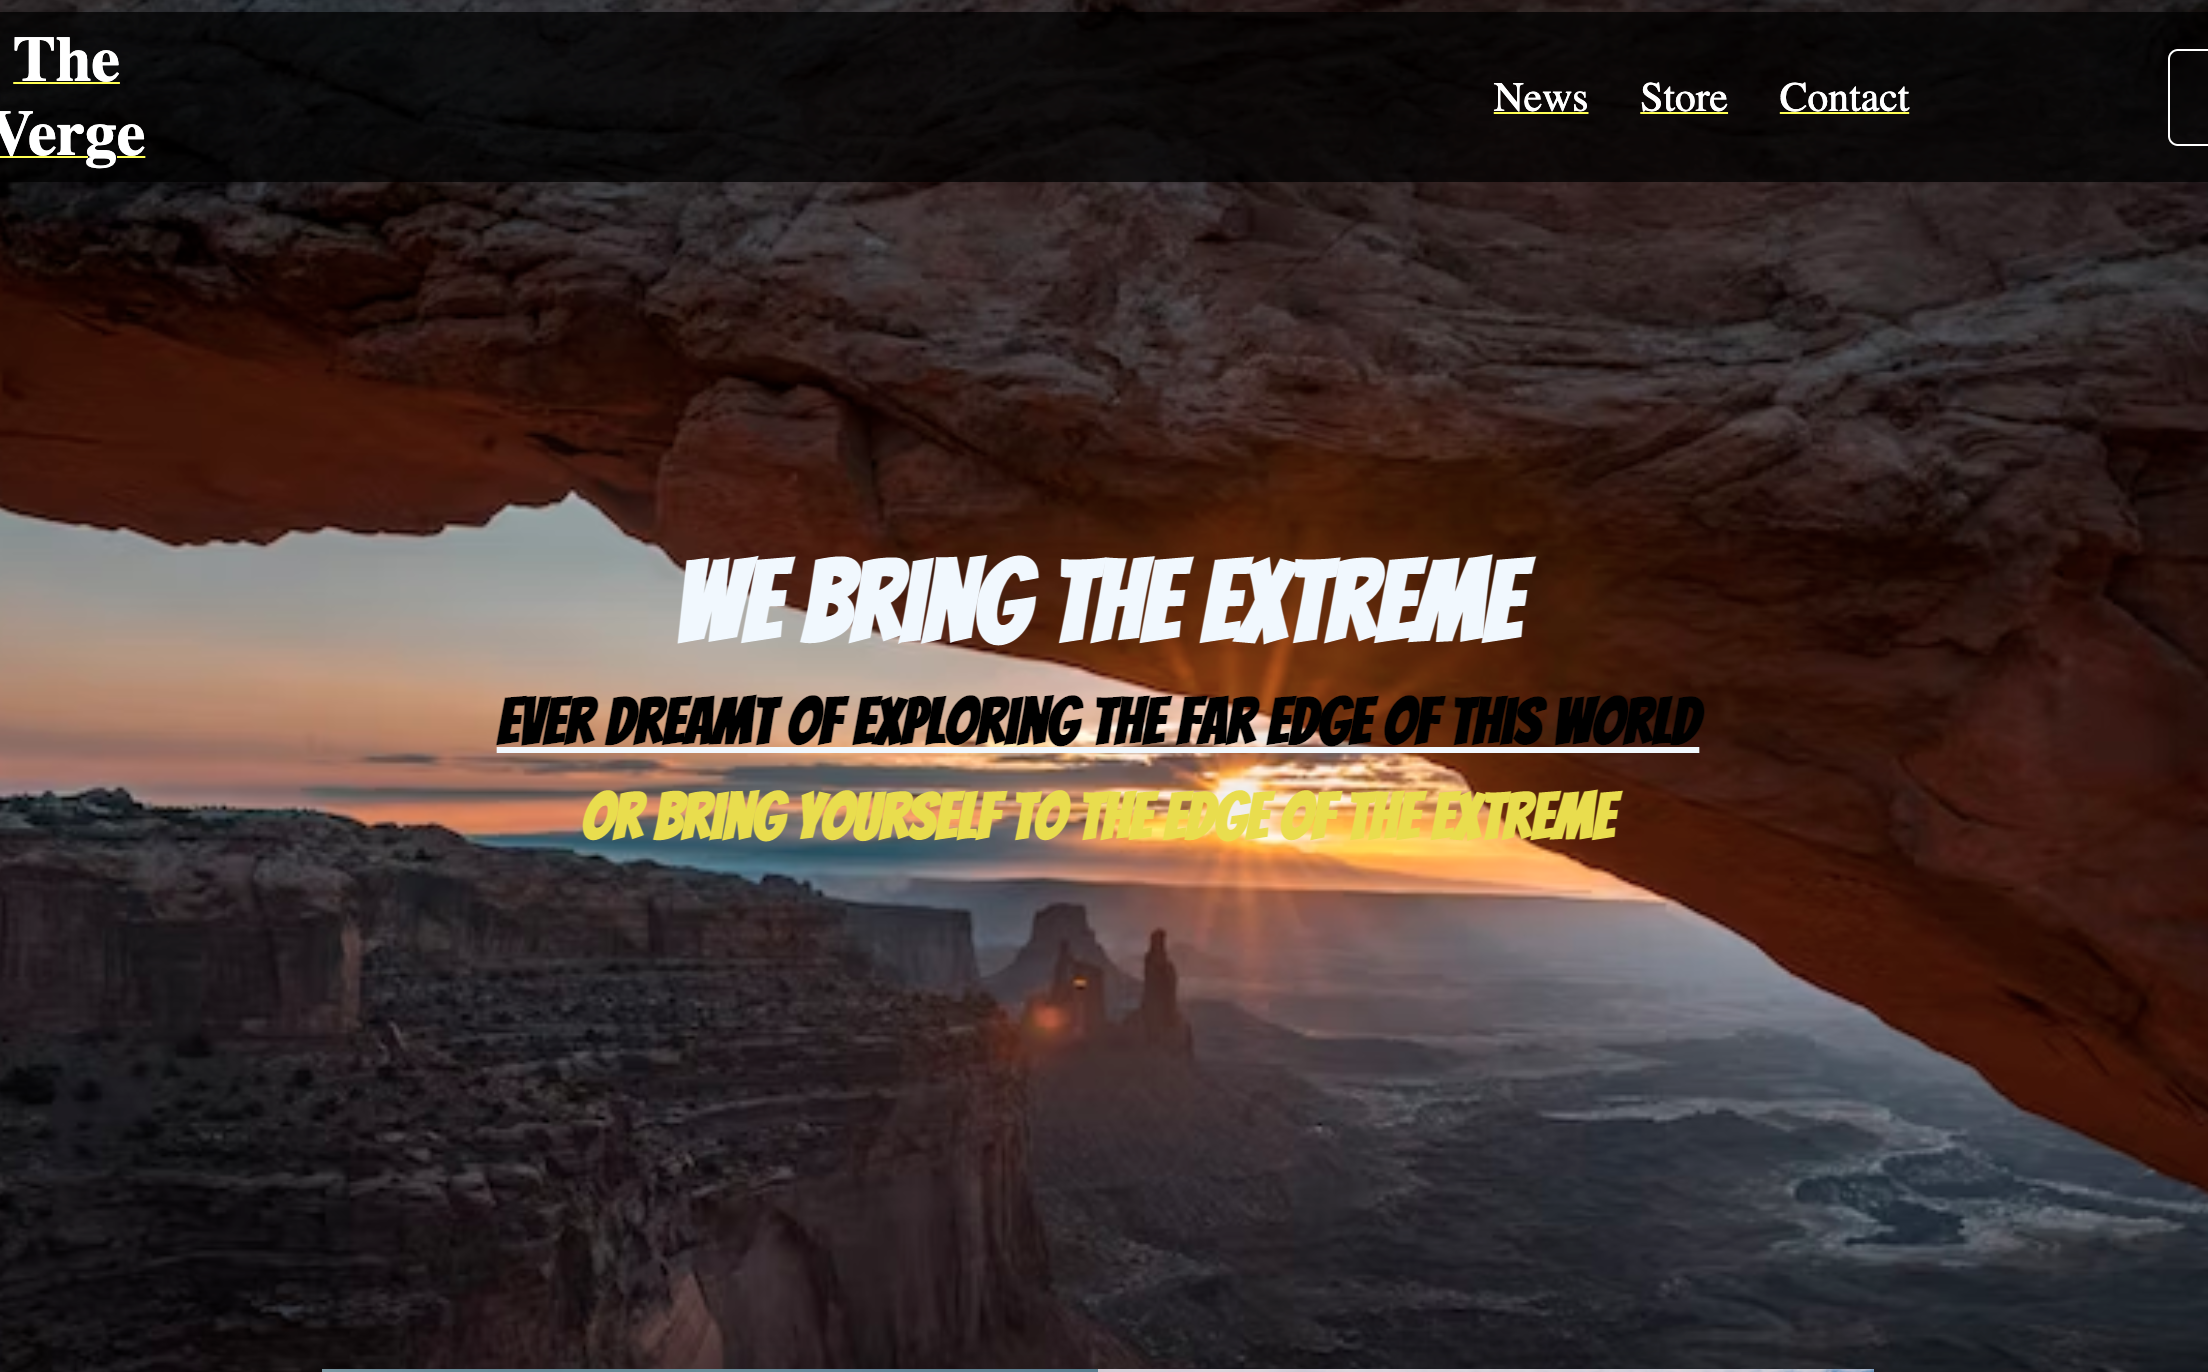 The
Verge
News Store Contact
WE BRING THE EXTREME
EVER DREAMT OF EXPLORING THE FAR EDGE OF THIS WORLD
OR BRING YOURSELF TO THE EDGE OF THE EXTREME